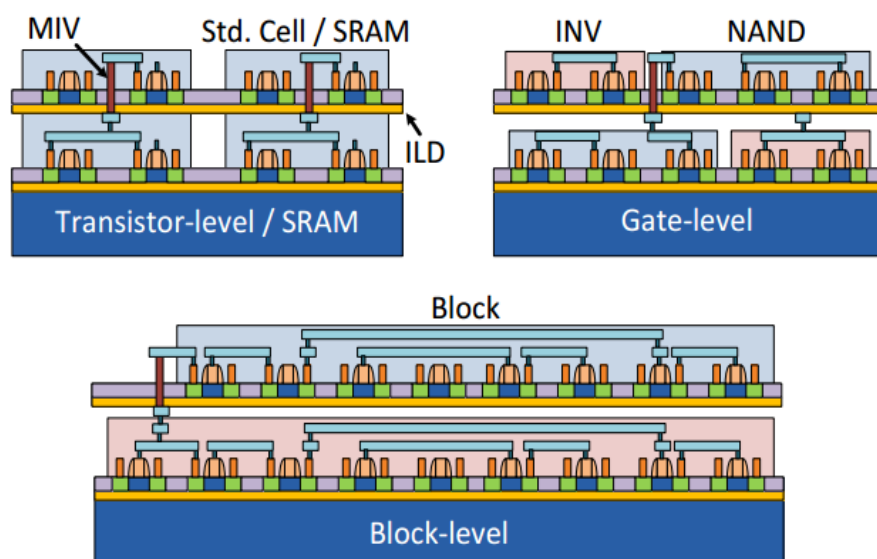 MIV
Std. Cell / SRAM
INV
NAND
ILD
Transistor-level / SRAM
Gate-level
Block
Block-level